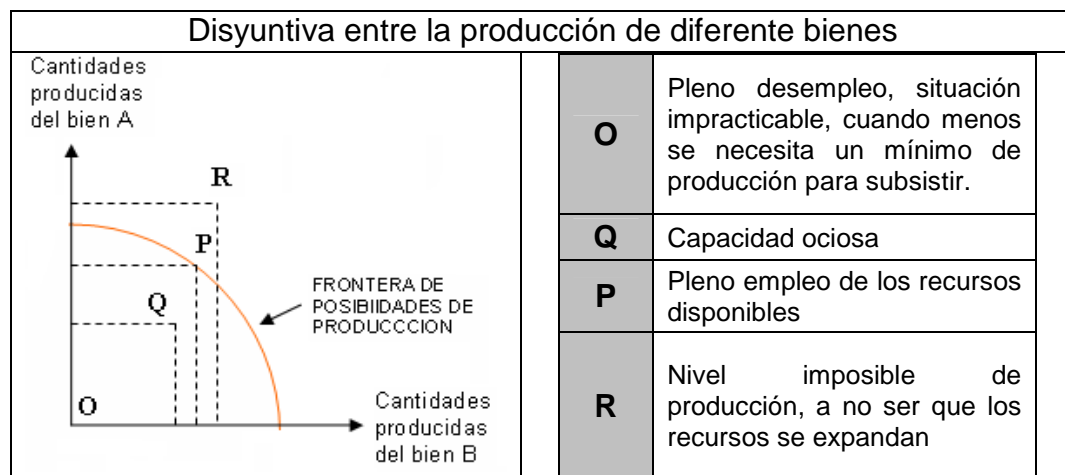 Disyuntiva entre la producción de diferente bienes
Cantidades
producidas
del bien A
R
P
Q
FRONTERA DE
POSIBIIDADES DE
PRODUCCCION
O
Cantidades
producidas
del bien B
O
Pleno desempleo, situación
impracticable, cuando menos
se necesita un mínimo de
producción para subsistir.
Q
Capacidad ociosa
P
Pleno empleo de los recursos
disponibles
R
Nivel imposible de
producción, a no ser que los
recursos se expandan